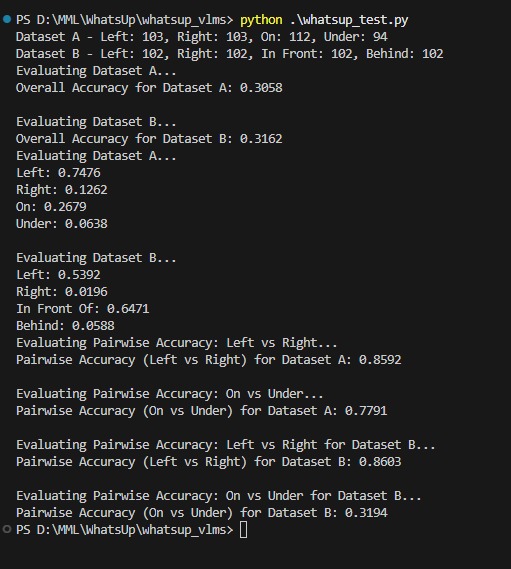 PS D:\MML\WhatsUp\whatsup_vlms> python .\whatsup_test.py
Dataset A - Left: 103, Right: 103, On: 112, Under: 94
Dataset B - Left: 102, Right: 102, In Front: 102, Behind: 102
Evaluating Dataset A...
Overall Accuracy for Dataset A: 0.3058
Evaluating Dataset B...
Overall Accuracy for Dataset B: 0.3162
Evaluating Dataset A...
Left: 0.7476
Right: 0.1262
On: 0.2679
Under: 0.0638
Evaluating Dataset B...
Left: 0.5392
Right: 0.0196
In Front Of: 0.6471
Behind: 0.0588
Evaluating Pairwise Accuracy: Left vs Right...
Pairwise Accuracy (Left vs Right) for Dataset A: 0.8592
Evaluating Pairwise Accuracy: On vs Under...
Pairwise Accuracy (On vs Under) for Dataset A: 0.7791
Evaluating Pairwise Accuracy: Left vs Right for Dataset B...
Pairwise Accuracy (Left vs Right) for Dataset B: 0.8603
Evaluating Pairwise Accuracy: On vs Under for Dataset B...
Pairwise Accuracy (On vs Under) for Dataset B: 0.3194
PS D:\MML\WhatsUp\whatsup_vlms>